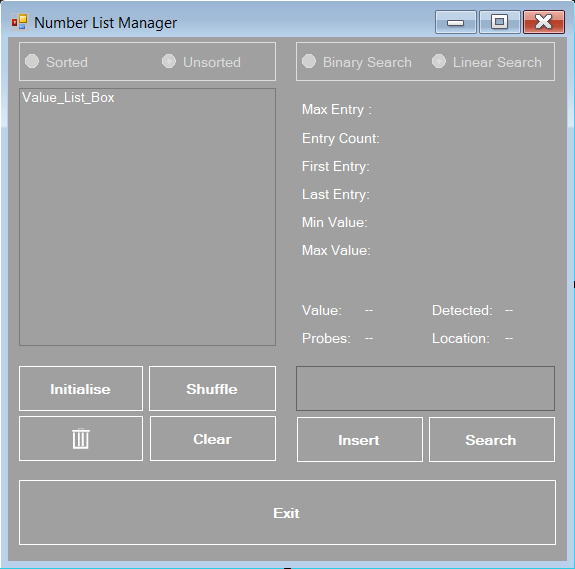 Number List Manager
Sorted Unsorted
Binary Search Linear Search
Value_List_Box
Max Entry :
Entry Count:
First Entry:
Last Entry:
Min Value:
Max Value:
Value: -- Detected: --
Probes: -- Location: --
Initialise Shuffle
Clear
Insert Search
Exit